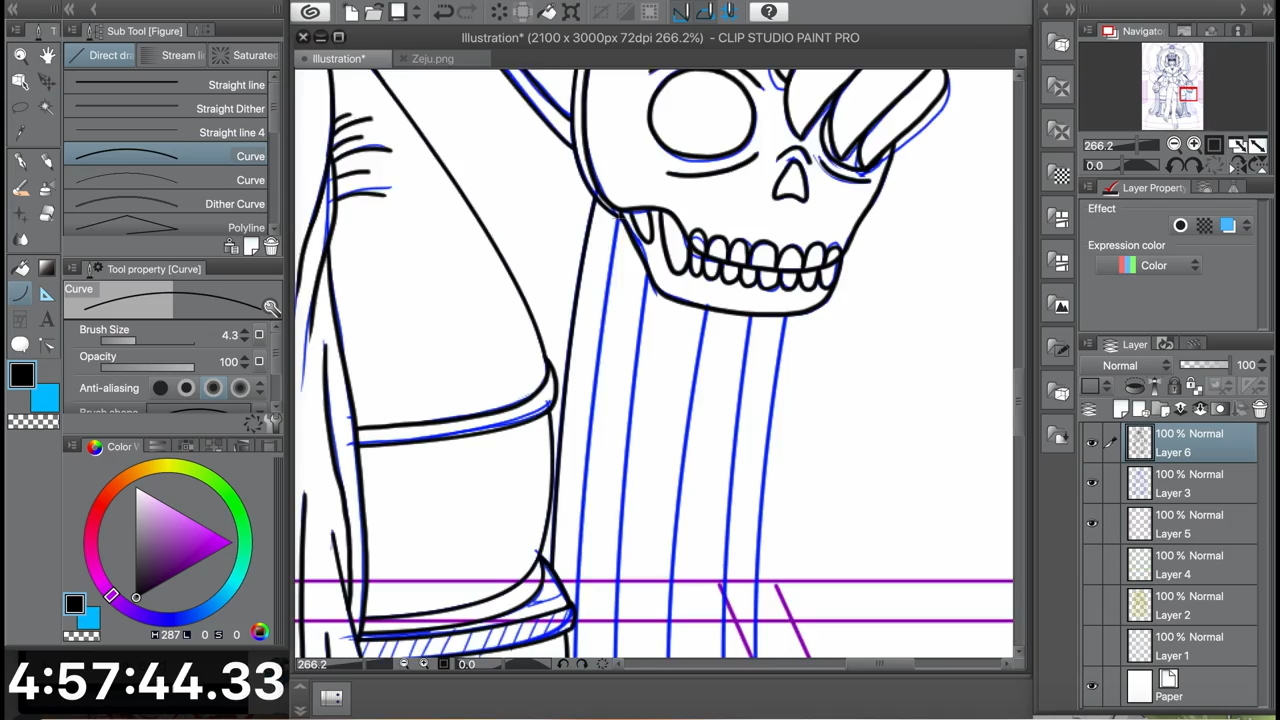 Sub Tool [Figure]
Direct dra
Stream li
Saturated
Straight line
Straight Dither
Straight line 4
Curve
Curve
Dither Curve
Polyline
Tool property [Curve]
Curve
Brush Size
4.3
Opacity
100
Anti-aliasing
Brush shape
Color W
H 287 L 0 S 0
4:57:44.33
Illustration* (2100 x 3000px 72dpi 266.2%) - CLIP STUDIO PAINT PRO
Illustration*
Zeju.png
266.2
0.0
Navigator
266.2
0.0
Layer Property
Effect
Expression color
Color
Layer
Normal
100
100 % Normal
Layer 6
100 % Normal
Layer 3
100 % Normal
Layer 5
100 % Normal
Layer 4
100 % Normal
Layer 2
100 % Normal
Layer 1
Paper